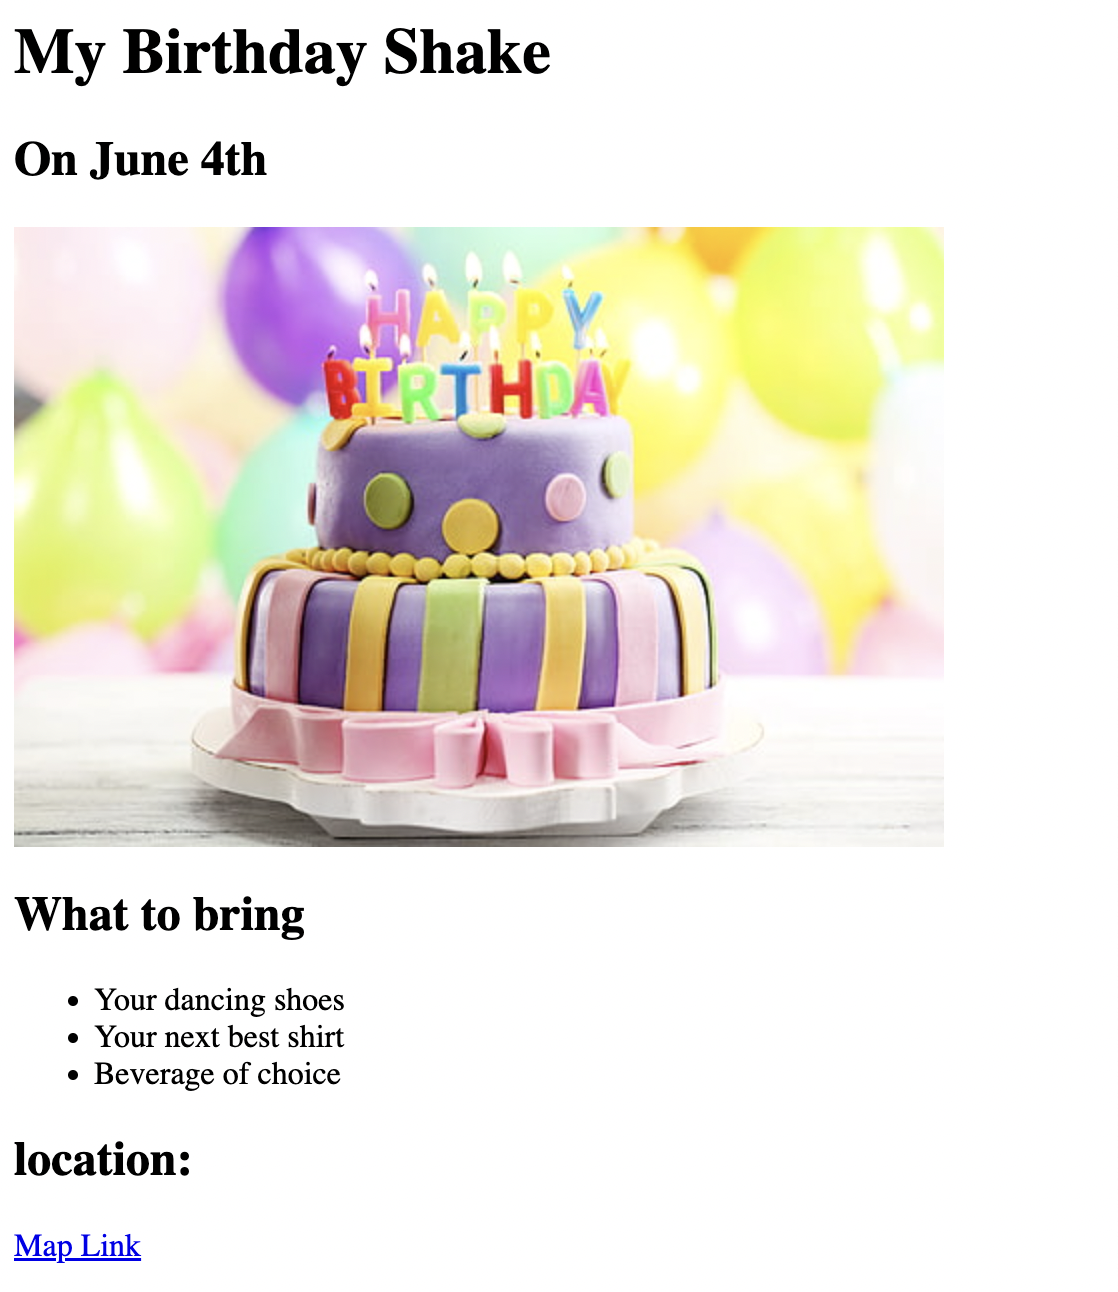 My Birthday Shake
On June 4th
HAPPY
BIRTHDAY
What to bring
Your dancing shoes
Your next best shirt
Beverage of choice
location:
Map Link